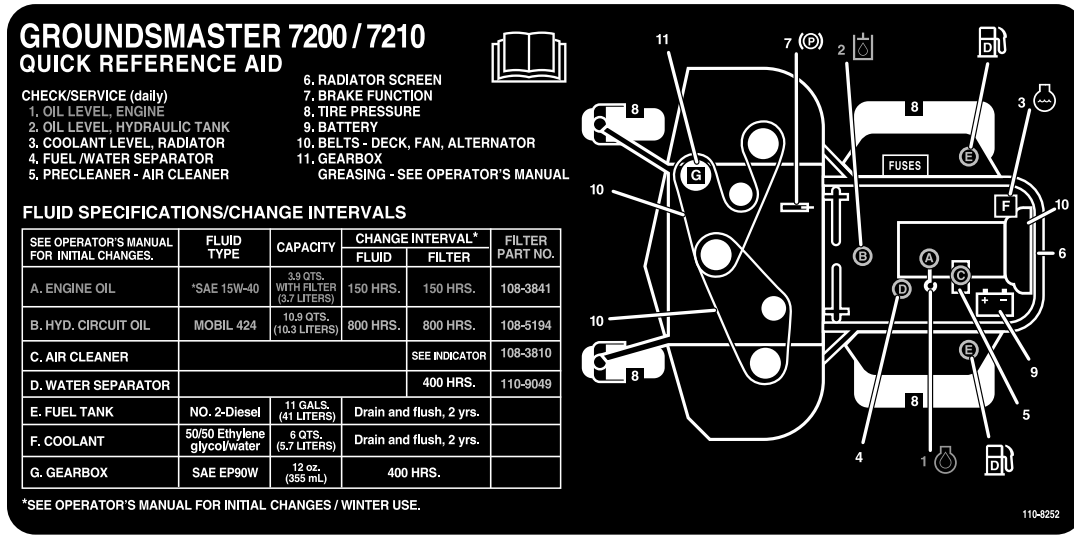 GROUNDSMASTER 7200 / 7210
QUICK REFERENCE AID
CHECK/SERVICE (daily)
1. OIL LEVEL, ENGINE
2. OIL LEVEL, HYDRAULIC TANK
3. COOLANT LEVEL, RADIATOR
4. FUEL /WATER SEPARATOR
5. PRECLEANER - AIR CLEANER
6. RADIATOR SCREEN
7. BRAKE FUNCTION
8. TIRE PRESSURE
9. BATTERY
10. BELTS - DECK, FAN, ALTERNATOR
11. GEARBOX
GREASING - SEE OPERATOR'S MANUAL
FLUID SPECIFICATIONS/CHANGE INTERVALS
SEE OPERATOR'S MANUAL
FOR INITIAL CHANGES.
FLUID
TYPE
CAPACITY
CHANGE INTERVAL*
FLUID
FILTER
FILTER
PART NO.
A. ENGINE OIL
*SAE 15W-40
3.9 QTS.
WITH FILTER
(3.7 LITERS)
150 HRS.
150 HRS.
108-3841
B. HYD. CIRCUIT OIL
MOBIL 424
10.9 QTS.
(10.3 LITERS)
800 HRS.
800 HRS.
108-5194
C. AIR CLEANER
SEE INDICATOR
108-3810
D. WATER SEPARATOR
400 HRS.
110-9049
E. FUEL TANK
NO. 2-Diesel
11 GALS.
(41 LITERS)
Drain and flush, 2 yrs.
F. COOLANT
50/50 Ethylene
glycol/water
6 QTS.
(5.7 LITERS)
Drain and flush, 2 yrs.
G. GEARBOX
SAE EP90W
12 oz.
(355 mL)
400 HRS.
*SEE OPERATOR'S MANUAL FOR INITIAL CHANGES / WINTER USE.
11
7 (P)
2
D
8
8
3
E
G
FUSES
10
F
10
B
A
C
6
D
+ -
10
E
8
8
9
5
4
1
D
110-8252